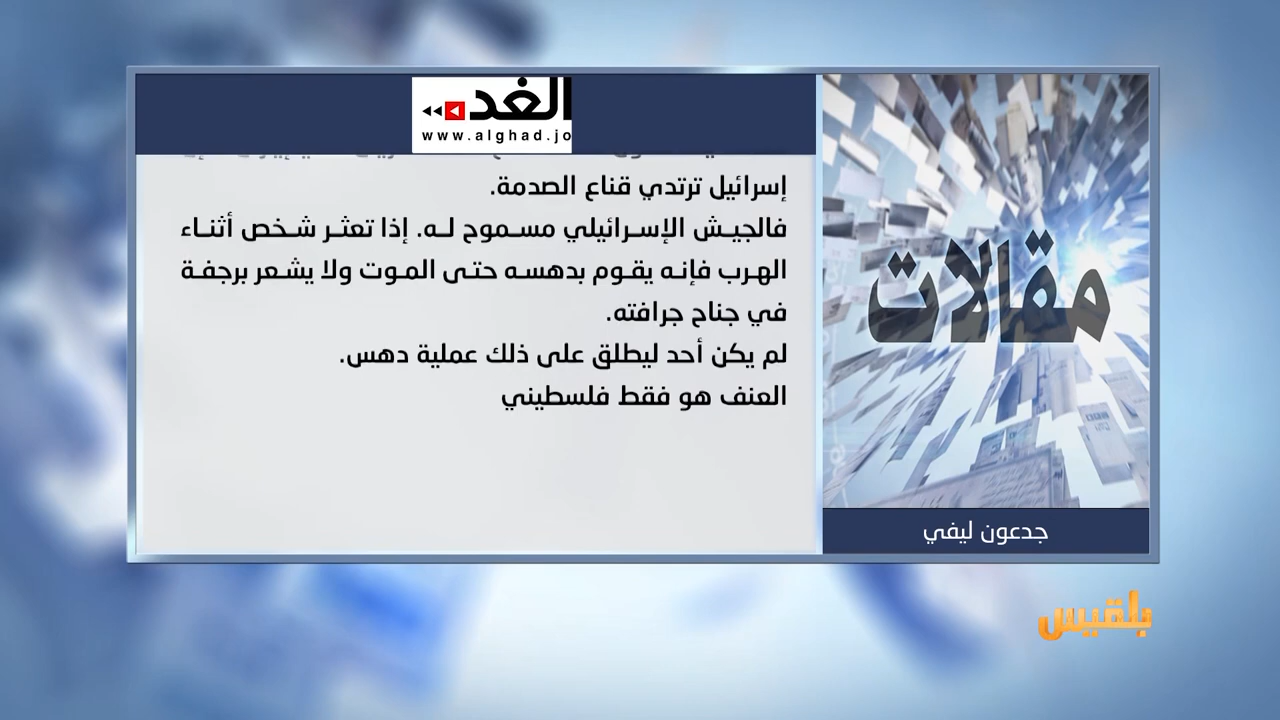 الغد
www.alghad.jo
إسرائيل ترتدي قناع الصدمة.
فالجيش الإسرائيلي مسموح له. إذا تعثر شخص أثناء
الهرب فإنه يقوم بدهسه حتى الموت ولا يشعر برجفة
في جناح جرافته.
لم يكن أحد ليطلق على ذلك عملية دهس.
العنف هو فقط فلسطيني
مقالات
جدعون ليفي
بلقيس